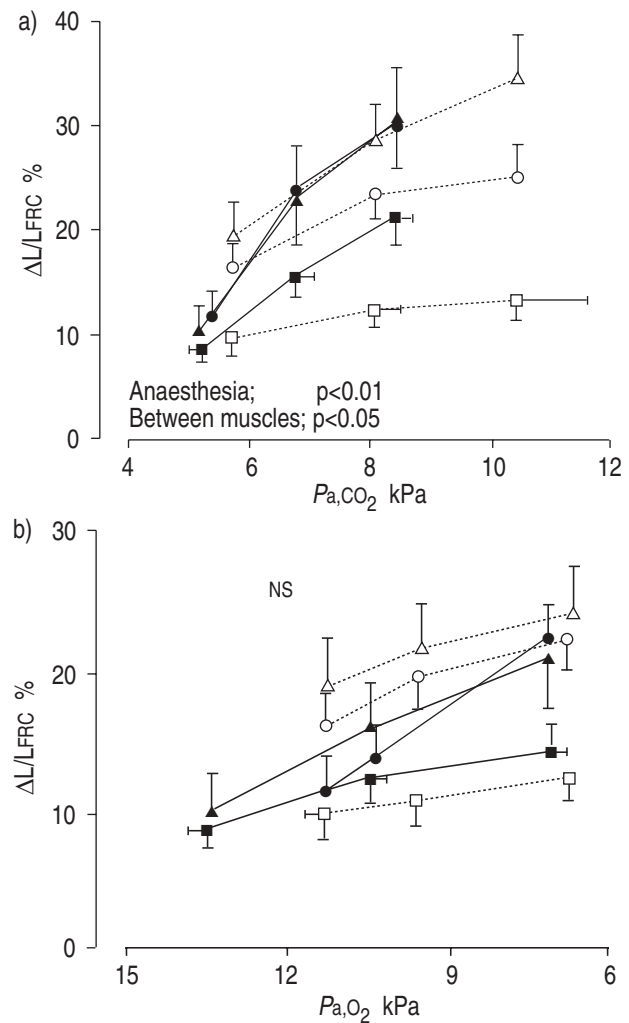 a)
40
30
20
10
0
ΔL/LFRC %
Anaesthesia; p<0.01
Between muscles; p<0.05
4 6 8 10 12
Pa,CO2 kPa
b)
30
20
10
0
ΔL/LFRC %
NS
15 12 9 6
Pa,O2 kPa